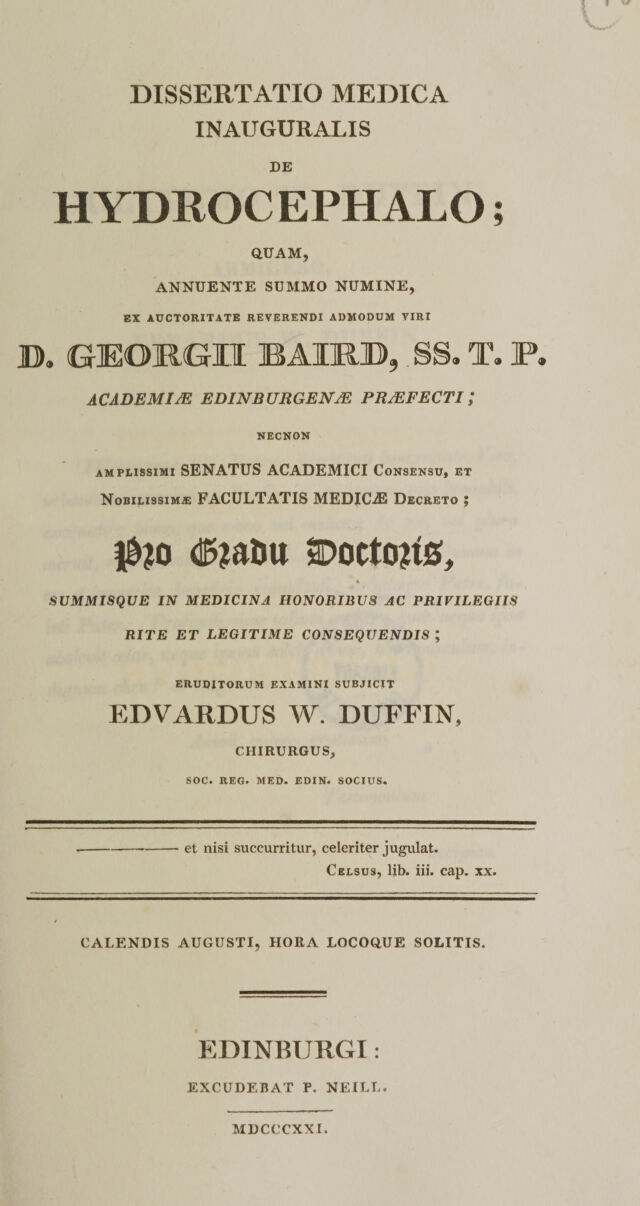 DISSERTATIO MEDICA
INAUGURALIS
DE
HYDROCEPHALO;
QUAM,
ANNUENTE SUMMO NUMINE,
EX AUCTORITATE REVERENDI ADMODUM VIRI
D. GEORGII BAIRD, SS. T. P.
ACADEMIÆ EDINBURGENÆ PRÆFECTI;
NECNON
AMPLISSIMI SENATUS ACADEMICI CONSENSU, ET
NOBILISSIMÆ FACULTATIS MEDICÆ DECRETO;
Pro Gradu Doctoris,
SUMMISQUE IN MEDICINA HONORIBUS AC PRIVILEGIIS
RITE ET LEGITIME CONSEQUENDIS;
ERUDITORUM EXAMINI SUBJICIT
EDVARDUS W. DUFFIN,
CHIRURGUS,
SOC. REG. MED. EDIN. SOCIUS.
et nisi succurritur, celeriter jugulat.
CELSUS, lib. iii. cap. xx.
CALENDIS AUGUSTI, HORA LOCOQUE SOLITIS.
EDINBURGI:
EXCUDEBAT P. NEILL.
MDCCCXXI.